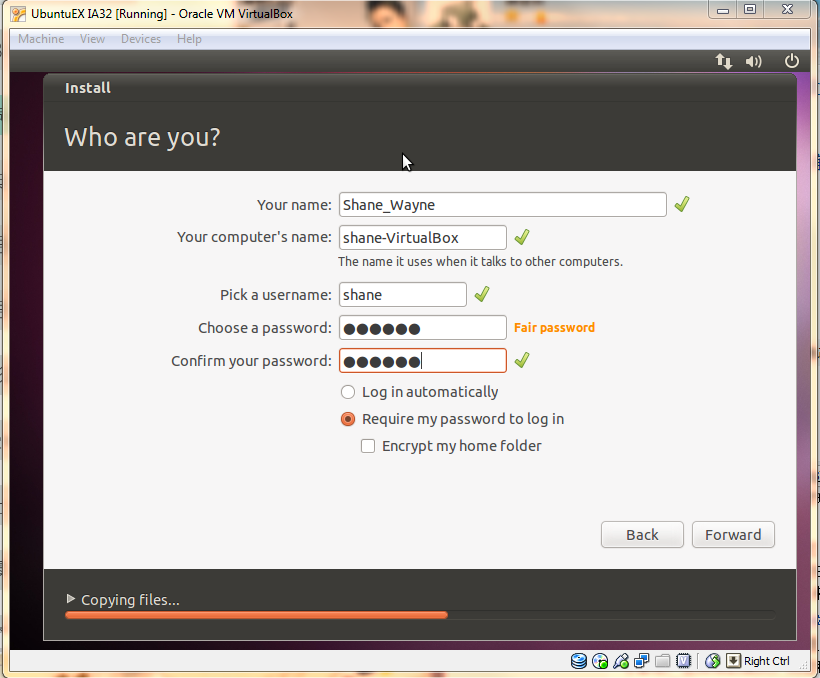 UbuntuEX IA32 [Running] - Oracle VM VirtualBox
Machine View Devices Help
Install
Who are you?
Your name: Shane_Wayne
Your computer's name: shane-VirtualBox
The name it uses when it talks to other computers.
Pick a username: shane
Choose a password: ●●●●●● Fair password
Confirm your password: ●●●●●●
Log in automatically
Require my password to log in
Encrypt my home folder
Back Forward
Copying files...
Right Ctrl